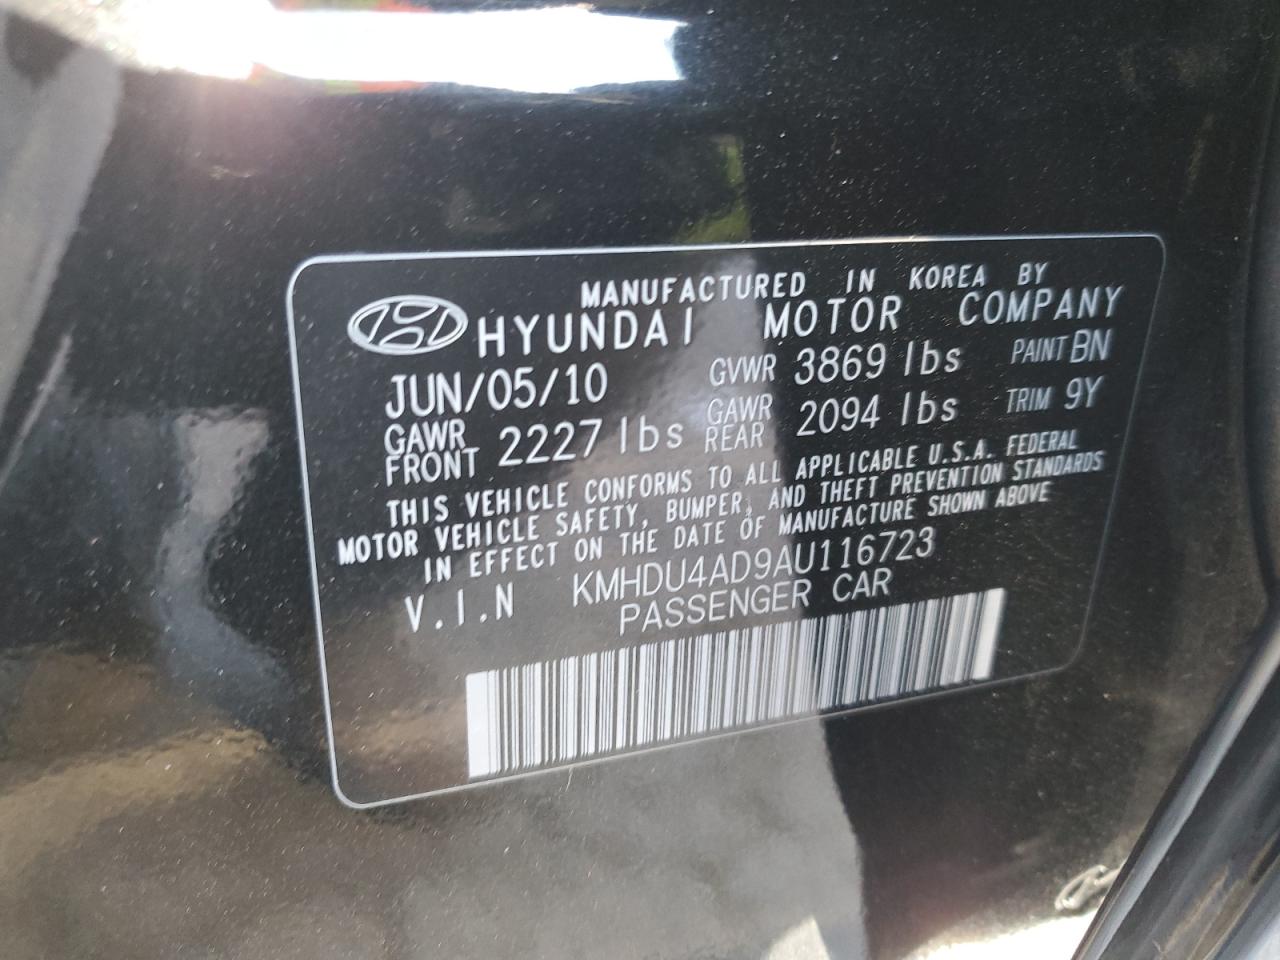 MANUFACTURED IN KOREA BY
HYUNDAI MOTOR COMPANY
JUN/05/10 GVWR 3869 lbs PAINT BN
GAWR FRONT 2227 lbs GAWR REAR 2094 lbs TRIM 9Y
THIS VEHICLE CONFORMS TO ALL APPLICABLE U.S.A. FEDERAL
MOTOR VEHICLE SAFETY, BUMPER, AND THEFT PREVENTION STANDARDS
IN EFFECT ON THE DATE OF MANUFACTURE SHOWN ABOVE
V.I.N KMHDU4AD9AU116723
PASSENGER CAR